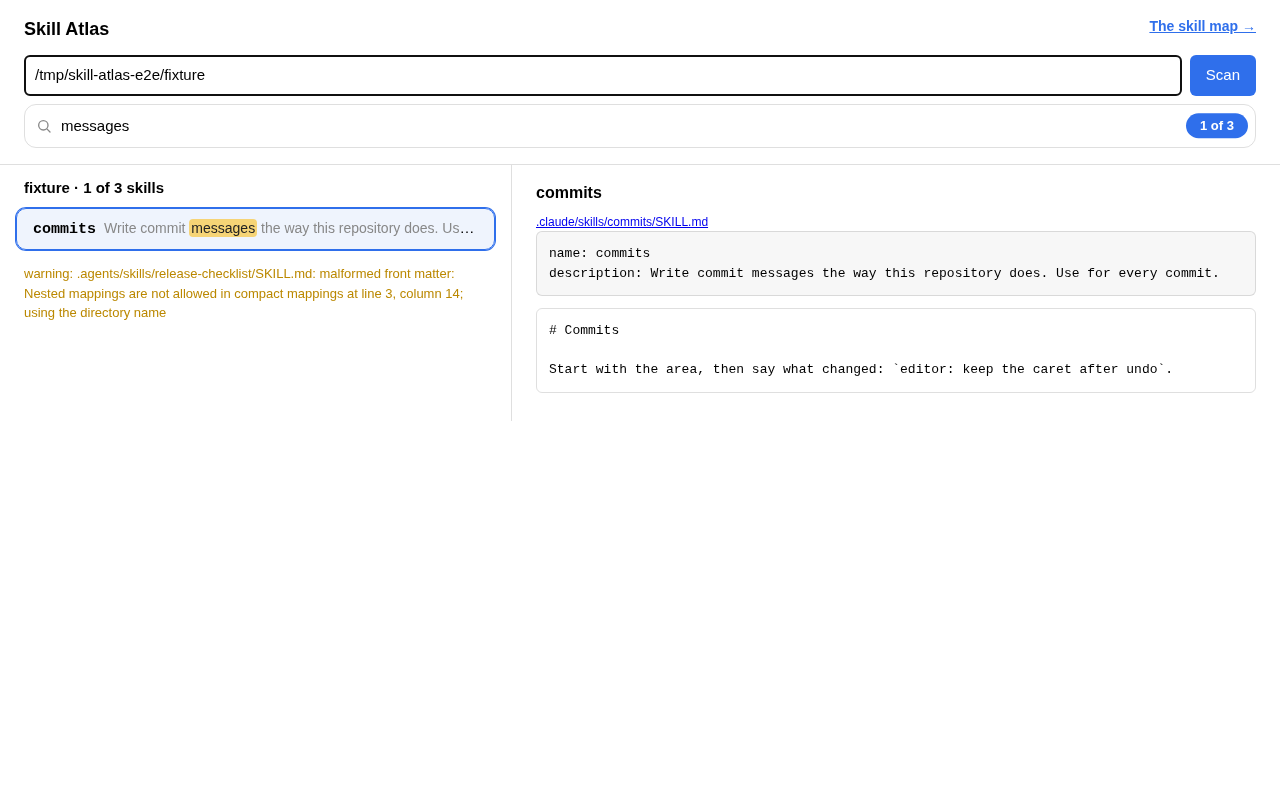 Skill Atlas
The skill map →
/tmp/skill-atlas-e2e/fixture
Scan
messages
1 of 3
fixture · 1 of 3 skills
commits Write commit messages the way this repository does. Us…
warning: .agents/skills/release-checklist/SKILL.md: malformed front matter:
Nested mappings are not allowed in compact mappings at line 3, column 14;
using the directory name
commits
.claude/skills/commits/SKILL.md
name: commits
description: Write commit messages the way this repository does. Use for every commit.
# Commits
Start with the area, then say what changed: `editor: keep the caret after undo`.